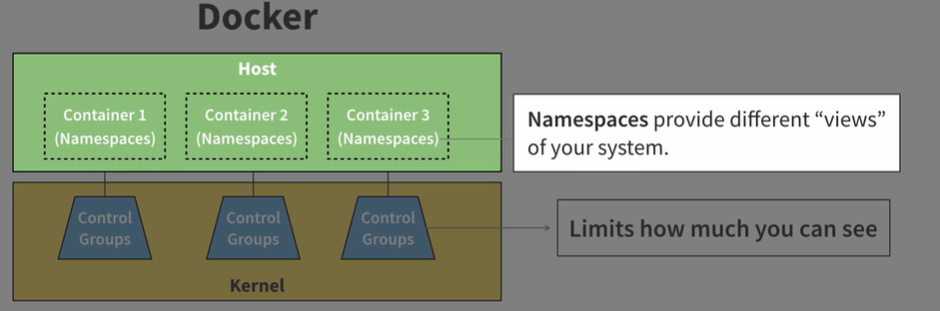 Docker
Host
Container 1
(Namespaces)
Container 2
(Namespaces)
Container 3
(Namespaces)
Namespaces provide different “views”
of your system.
Control
Groups
Control
Groups
Control
Groups
Limits how much you can see
Kernel